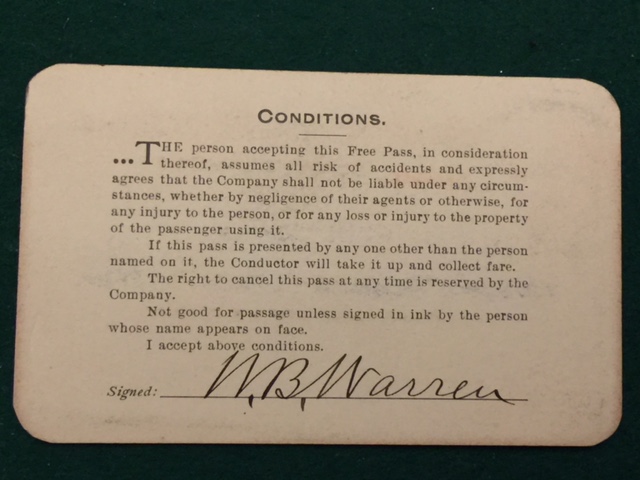 CONDITIONS.
...THE person accepting this Free Pass, in consideration
thereof, assumes all risk of accidents and expressly
agrees that the Company shall not be liable under any circum-
stances, whether by negligence of their agents or otherwise, for
any injury to the person, or for any loss or injury to the property
of the passenger using it.
If this pass is presented by any one other than the person
named on it, the Conductor will take it up and collect fare.
The right to cancel this pass at any time is reserved by the
Company.
Not good for passage unless signed in ink by the person
whose name appears on face.
I accept above conditions.
Signed: W.B. Warren